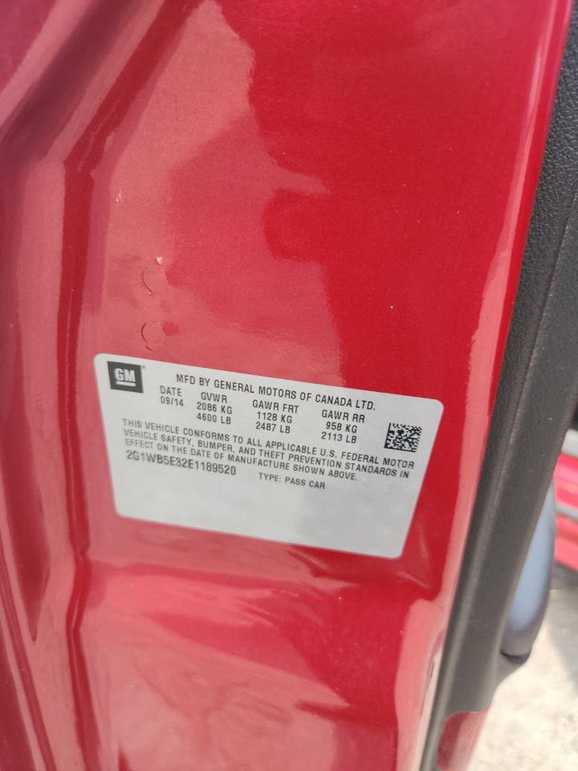 GM
MFD BY GENERAL MOTORS OF CANADA LTD.
DATE GVWR GAWR FRT GAWR RR
09/14 2086 KG 1128 KG 958 KG
4600 LB 2487 LB 2113 LB
THIS VEHICLE CONFORMS TO ALL APPLICABLE U.S. FEDERAL MOTOR
VEHICLE SAFETY, BUMPER, AND THEFT PREVENTION STANDARDS IN
EFFECT ON THE DATE OF MANUFACTURE SHOWN ABOVE.
2G1WB5E32E1189520 TYPE: PASS CAR